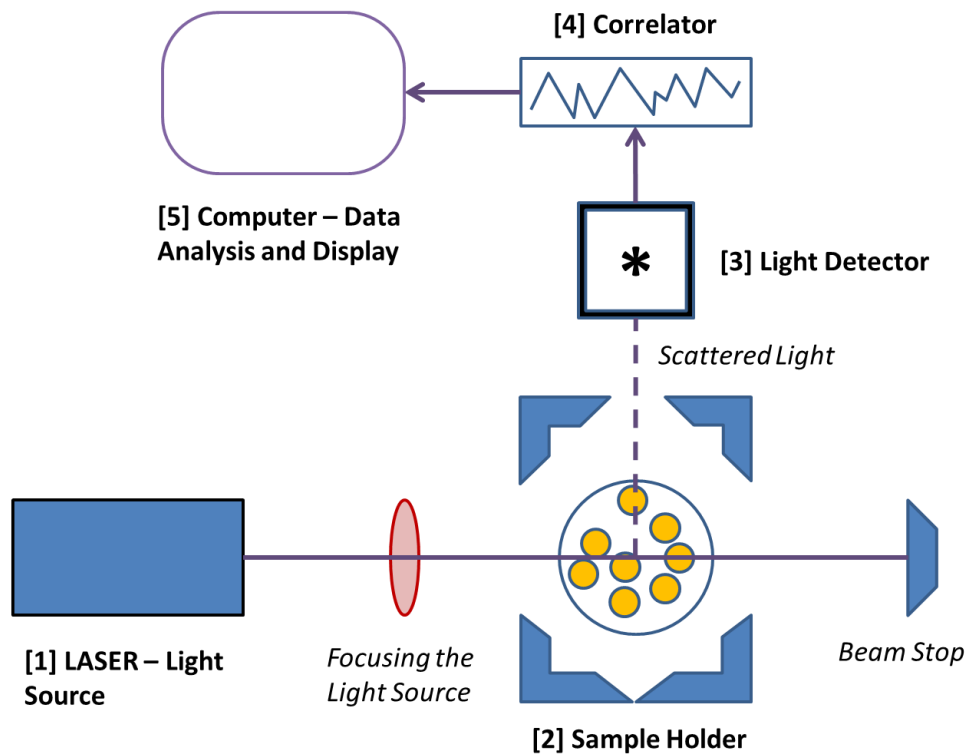 [4] Correlator
[5] Computer – Data
Analysis and Display
*
[3] Light Detector
Scattered Light
[1] LASER – Light
Source
Focusing the
Light Source
Beam Stop
[2] Sample Holder